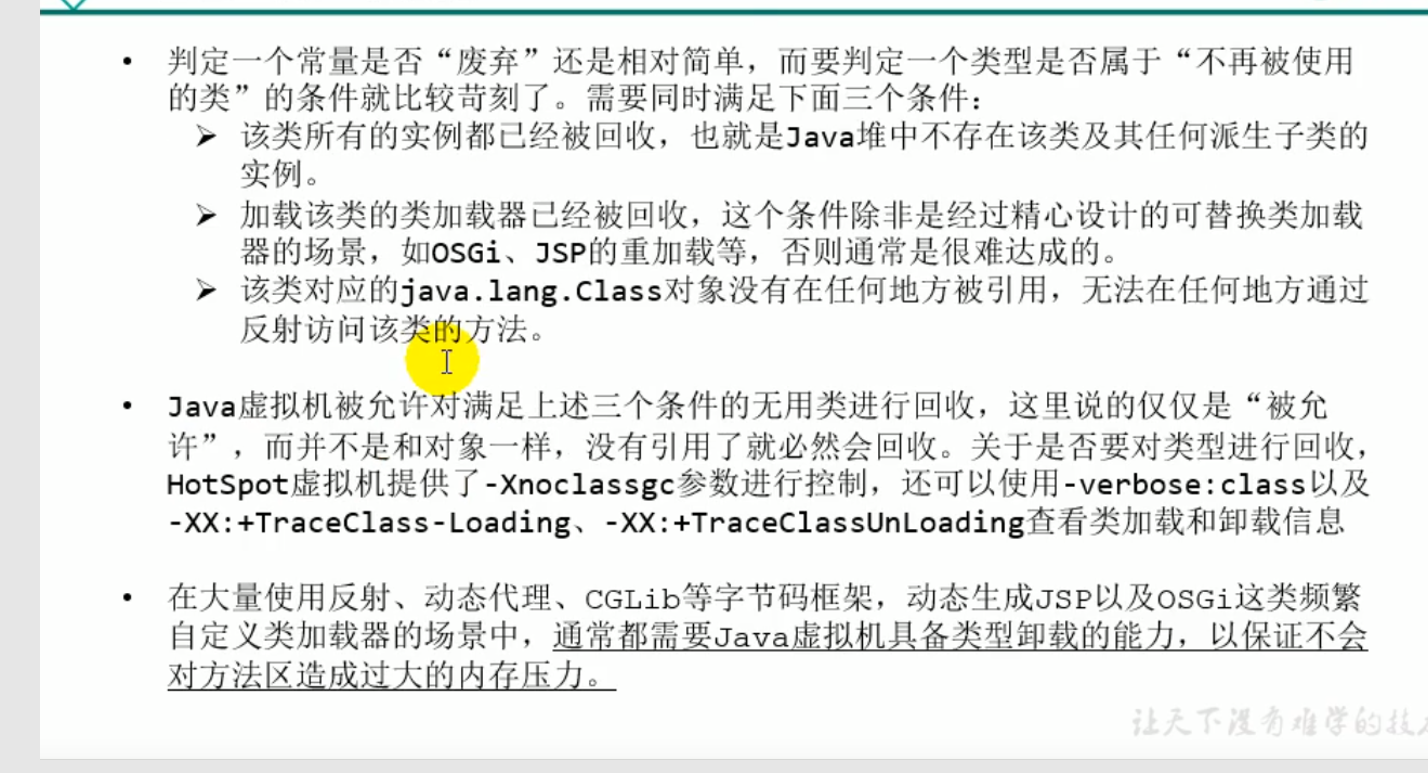 • 判定一个常量是否“废弃”还是相对简单，而要判定一个类型是否属于“不再被使用
的类”的条件就比较苛刻了。需要同时满足下面三个条件：
➢ 该类所有的实例都已经被回收，也就是Java堆中不存在该类及其任何派生子类的
实例。
➢ 加载该类的类加载器已经被回收，这个条件除非是经过精心设计的可替换类加载
器的场景，如OSGi、JSP的重加载等，否则通常是很难达成的。
➢ 该类对应的java.lang.Class对象没有在任何地方被引用，无法在任何地方通过
反射访问该类的方法。
• Java虚拟机被允许对满足上述三个条件的无用类进行回收，这里说的仅仅是“被允
许”，而并不是和对象一样，没有引用了就必然会回收。关于是否要对类型进行回收，
HotSpot虚拟机提供了-Xnoclassgc参数进行控制，还可以使用-verbose:class以及
-XX:+TraceClass-Loading、-XX:+TraceClassUnLoading查看类加载和卸载信息
• 在大量使用反射、动态代理、CGLib等字节码框架，动态生成JSP以及OSGi这类频繁
自定义类加载器的场景中，通常都需要Java虚拟机具备类型卸载的能力，以保证不会
对方法区造成过大的内存压力。
让天下没有难学的技